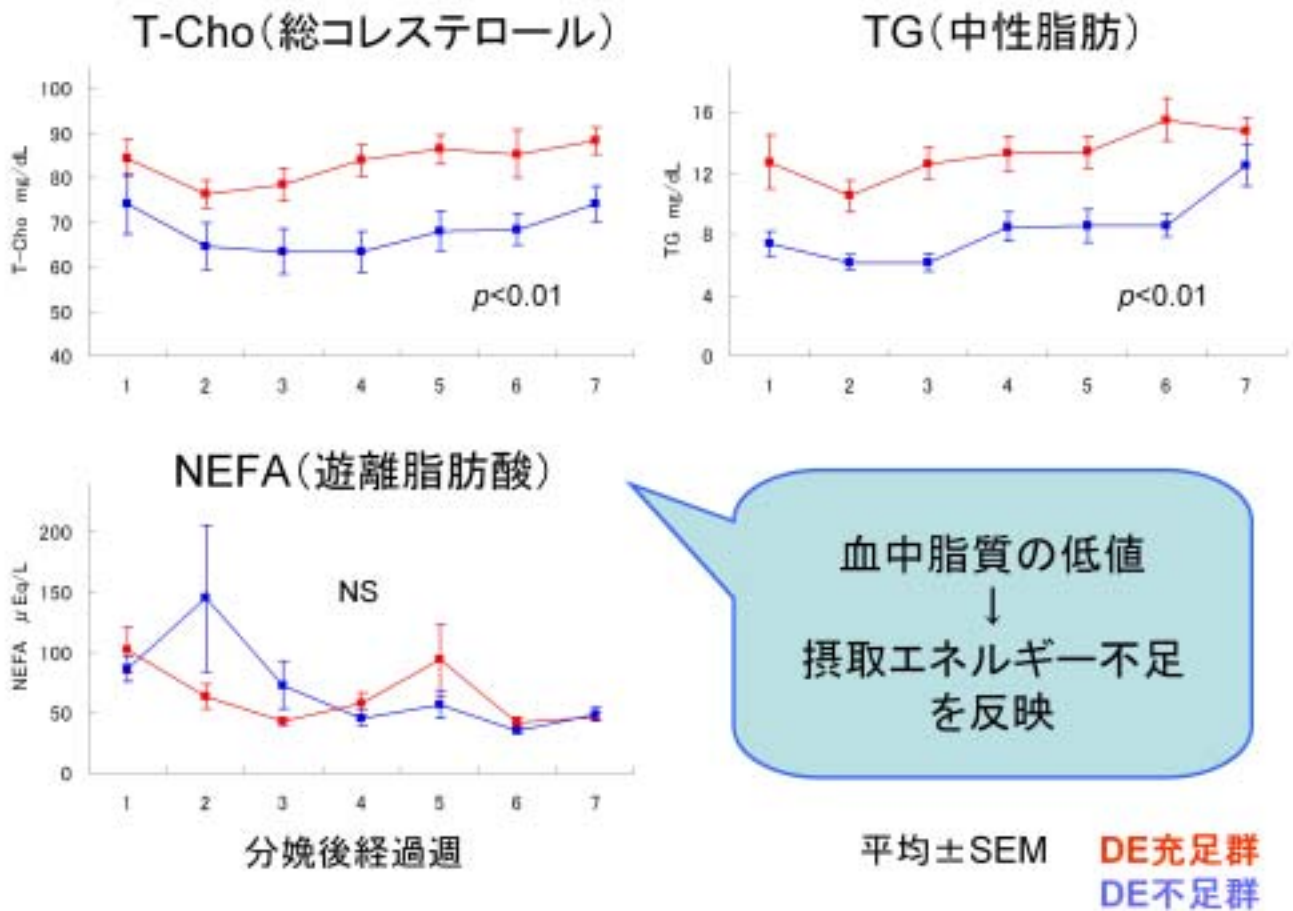 T-Cho(総コレステロール)
T-Cho mg/dL
100
90
80
70
60
50
40
p<0.01
1 2 3 4 5 6 7
TG(中性脂肪)
TG mg/dL
16
12
8
4
0
p<0.01
1 2 3 4 5 6 7
NEFA(遊離脂肪酸)
NEFA μEq/L
200
150
100
50
0
NS
1 2 3 4 5 6 7
分娩後経過週
血中脂質の低値
↓
摂取エネルギー不足
を反映
平均±SEM
DE充足群
DE不足群